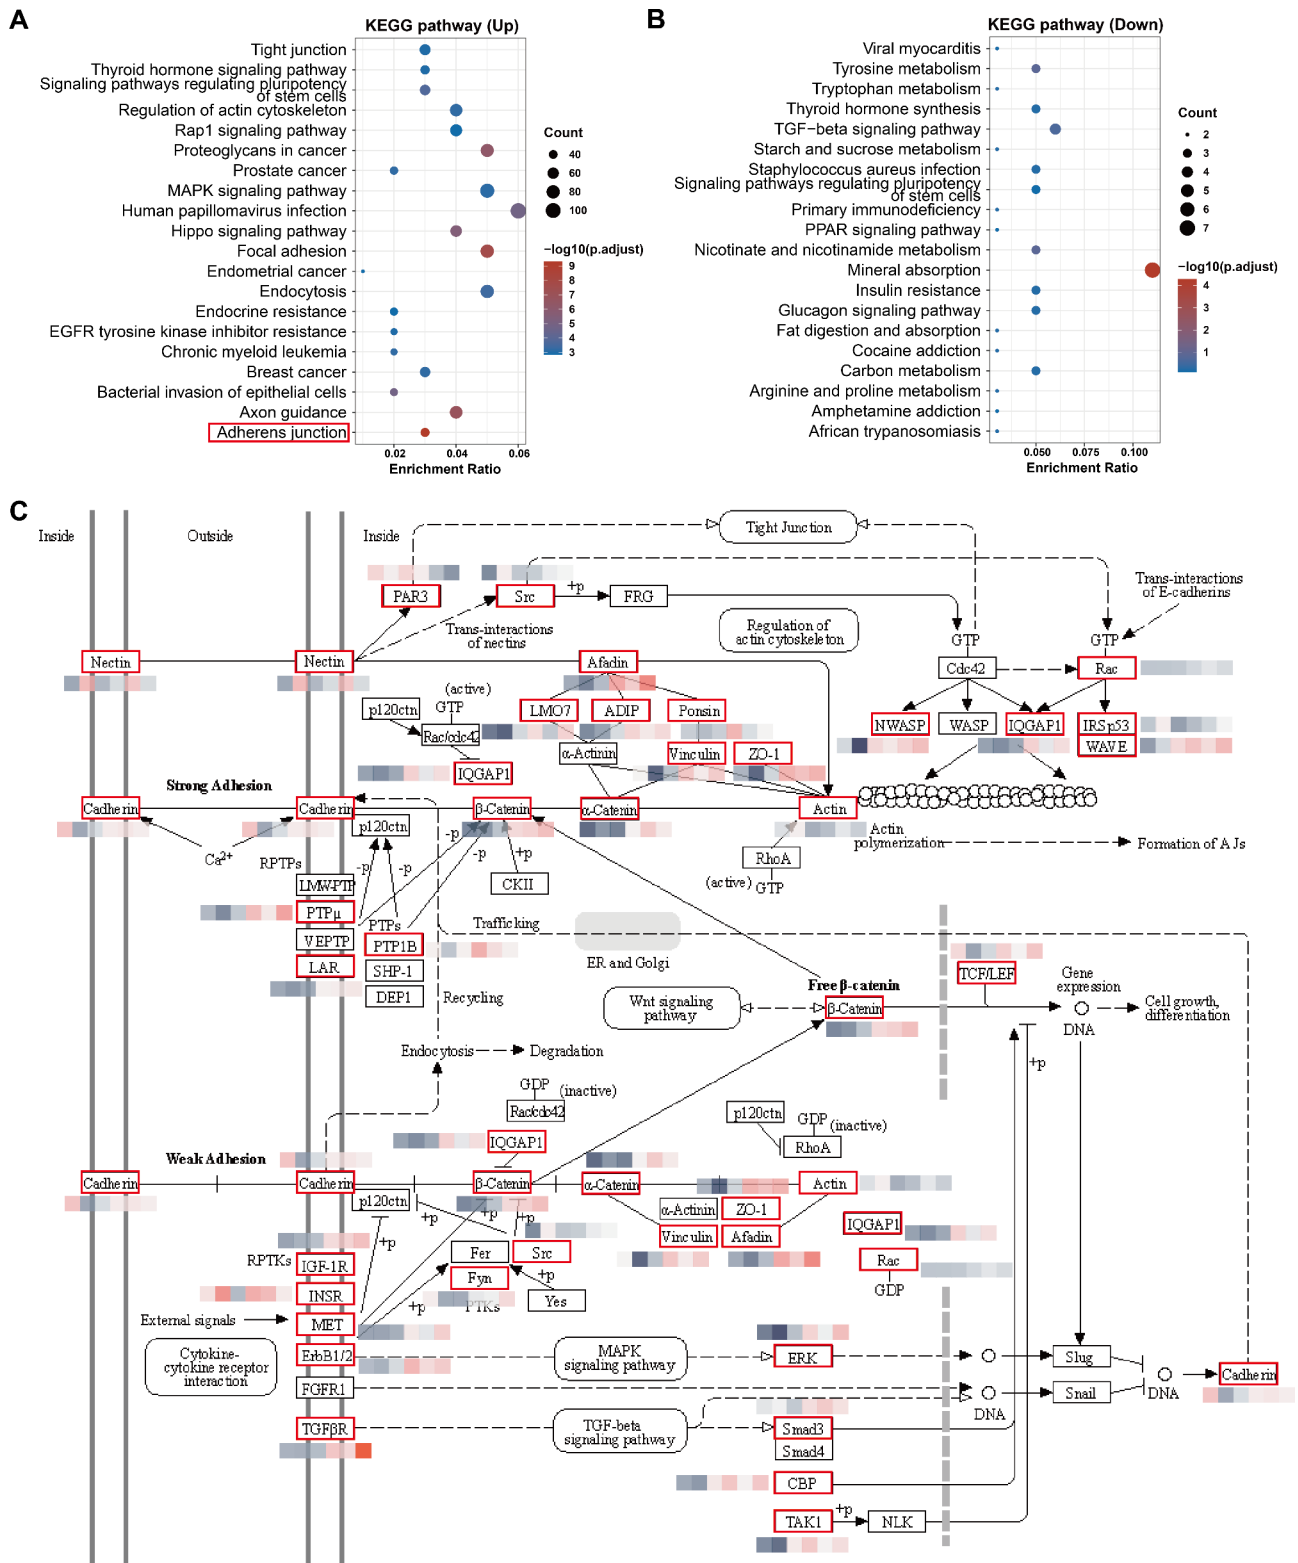 A
KEGG pathway (Up)
Tight junction
Thyroid hormone signaling pathway
Signaling pathways regulating pluripotency
of stem cells
Regulation of actin cytoskeleton
Rap1 signaling pathway
Proteoglycans in cancer
Prostate cancer
MAPK signaling pathway
Human papillomavirus infection
Hippo signaling pathway
Focal adhesion
Endometrial cancer
Endocytosis
Endocrine resistance
EGFR tyrosine kinase inhibitor resistance
Chronic myeloid leukemia
Breast cancer
Bacterial invasion of epithelial cells
Axon guidance
Adherens junction
0.02 0.04 0.06
Enrichment Ratio
Count
40
60
80
100
−log10(p.adjust)
9
8
7
6
5
4
3
B
KEGG pathway (Down)
Viral myocarditis
Tyrosine metabolism
Tryptophan metabolism
Thyroid hormone synthesis
TGF−beta signaling pathway
Starch and sucrose metabolism
Staphylococcus aureus infection
Signaling pathways regulating pluripotency
of stem cells
Primary immunodeficiency
PPAR signaling pathway
Nicotinate and nicotinamide metabolism
Mineral absorption
Insulin resistance
Glucagon signaling pathway
Fat digestion and absorption
Cocaine addiction
Carbon metabolism
Arginine and proline metabolism
Amphetamine addiction
African trypanosomiasis
0.050 0.075 0.100
Enrichment Ratio
Count
2
3
4
5
6
7
−log10(p.adjust)
4
3
2
1
C
Inside
Outside
Inside
Tight Junction
PAR3
Src
+p
FRG
Trans-interactions
of nectins
Regulation of
actin cytoskeleton
Trans-interactions
of E-cadherins
GTP
GTP
Nectin
Nectin
Afadin
Cdc42
Rac
p120ctn
(active)
GTP
Rac/cdc42
LMO7
ADIP
Ponsin
NWASP
WASP
IQGAP1
IRSp53
WAVE
α-Actinin
Vinculin
ZO-1
IQGAP1
Strong Adhesion
Cadherin
Cadherin
β-Catenin
α-Catenin
Actin
p120ctn
Ca2+
RPTPs
-p
-p
-p
-p
+p
CKII
RhoA
(active)
GTP
Actin
polymerization
Formation of AJs
LMW-PTP
PTPμ
VEPTP
LAR
PTPs
PTP1B
SHP-1
DEP1
Trafficking
ER and Golgi
Recycling
Wnt signaling
pathway
Free β-catenin
β-Catenin
TCF/LEF
Gene
expression
DNA
Cell growth,
differentiation
Endocytosis
Degradation
+p
GDP
(inactive)
Rac/cdc42
IQGAP1
p120ctn
GDP
(inactive)
RhoA
Weak Adhesion
Cadherin
Cadherin
β-Catenin
α-Catenin
Actin
p120ctn
+p
+p
+p
+p
α-Actinin
ZO-1
Vinculin
Afadin
IQGAP1
Rac
GDP
RPTKs
IGF-1R
INSR
MET
ErbB1/2
FGFR1
TGFβR
Fer
Src
Fyn
+p
+p
Yes
PTKs
External signals
Cytokine-
cytokine receptor
interaction
MAPK
signaling pathway
ERK
Slug
Snail
DNA
DNA
Cadherin
TGF-beta
signaling pathway
Smad3
Smad4
CBP
TAK1
+p
NLK